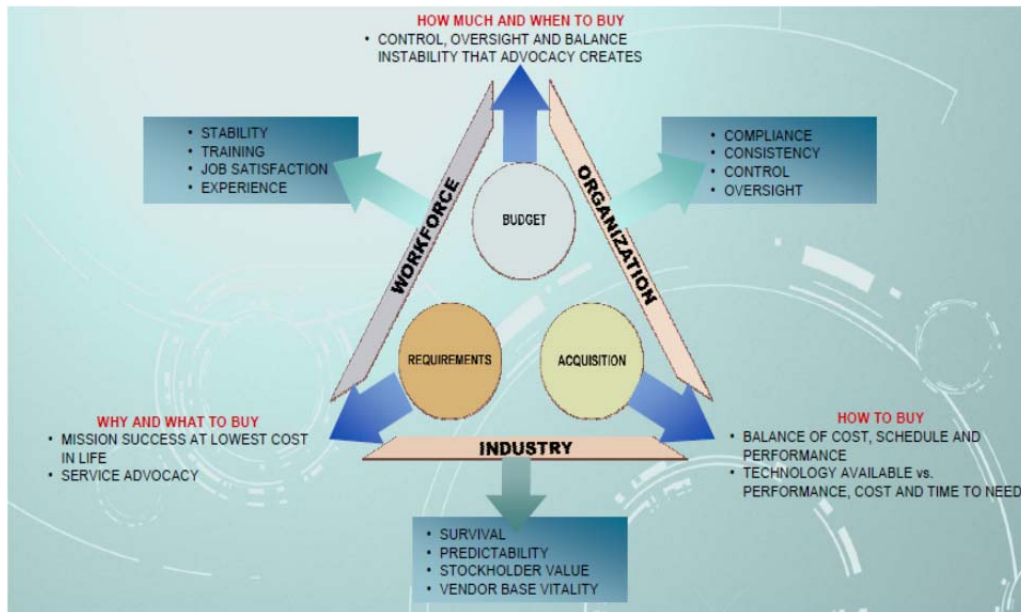 HOW MUCH AND WHEN TO BUY
• CONTROL, OVERSIGHT AND BALANCE
INSTABILITY THAT ADVOCACY CREATES
• STABILITY
• TRAINING
• JOB SATISFACTION
• EXPERIENCE
• COMPLIANCE
• CONSISTENCY
• CONTROL
• OVERSIGHT
WORKFORCE
ORGANIZATION
BUDGET
REQUIREMENTS
ACQUISITION
WHY AND WHAT TO BUY
• MISSION SUCCESS AT LOWEST COST
IN LIFE
• SERVICE ADVOCACY
INDUSTRY
HOW TO BUY
• BALANCE OF COST, SCHEDULE AND
PERFORMANCE
• TECHNOLOGY AVAILABLE vs.
PERFORMANCE, COST AND TIME TO NEED
• SURVIVAL
• PREDICTABILITY
• STOCKHOLDER VALUE
• VENDOR BASE VITALITY